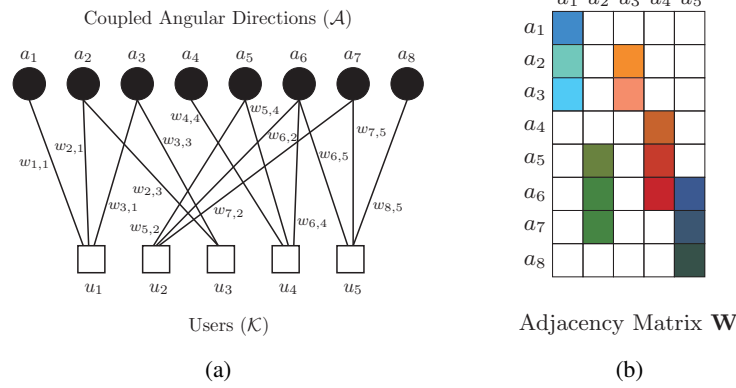 Coupled Angular Directions (𝒜)
a₁ a₂ a₃ a₄ a₅ a₆ a₇ a₈
w₁,₁
w₂,₁
w₃,₁
w₂,₃
w₃,₃
w₄,₄
w₅,₄
w₆,₂
w₇,₅
w₆,₅
w₈,₅
w₅,₂
w₇,₂
w₆,₄
u₁ u₂ u₃ u₄ u₅
Users (𝒦)
(a)
a₁ a₂ a₃ a₄ a₅
a₁
a₂
a₃
a₄
a₅
a₆
a₇
a₈
Adjacency Matrix W
(b)